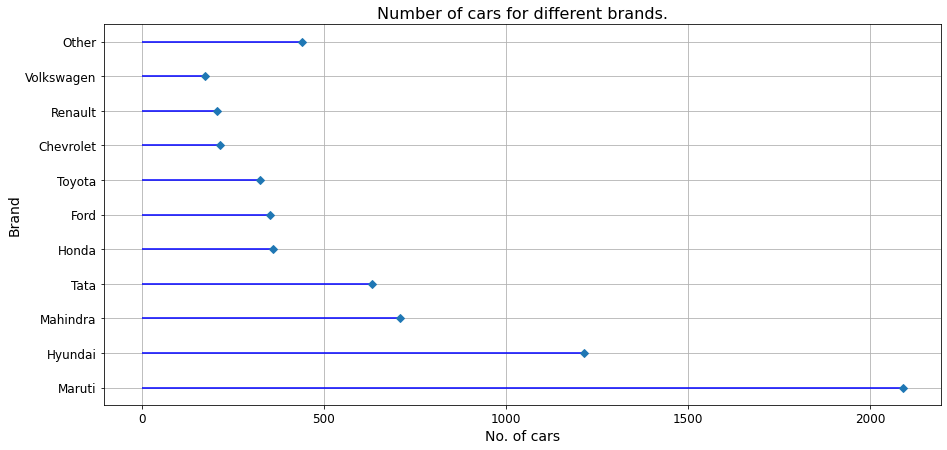 Number of cars for different brands.
Other
Volkswagen
Renault
Chevrolet
Toyota
Ford
Honda
Tata
Mahindra
Hyundai
Maruti
Brand
0 500 1000 1500 2000
No. of cars